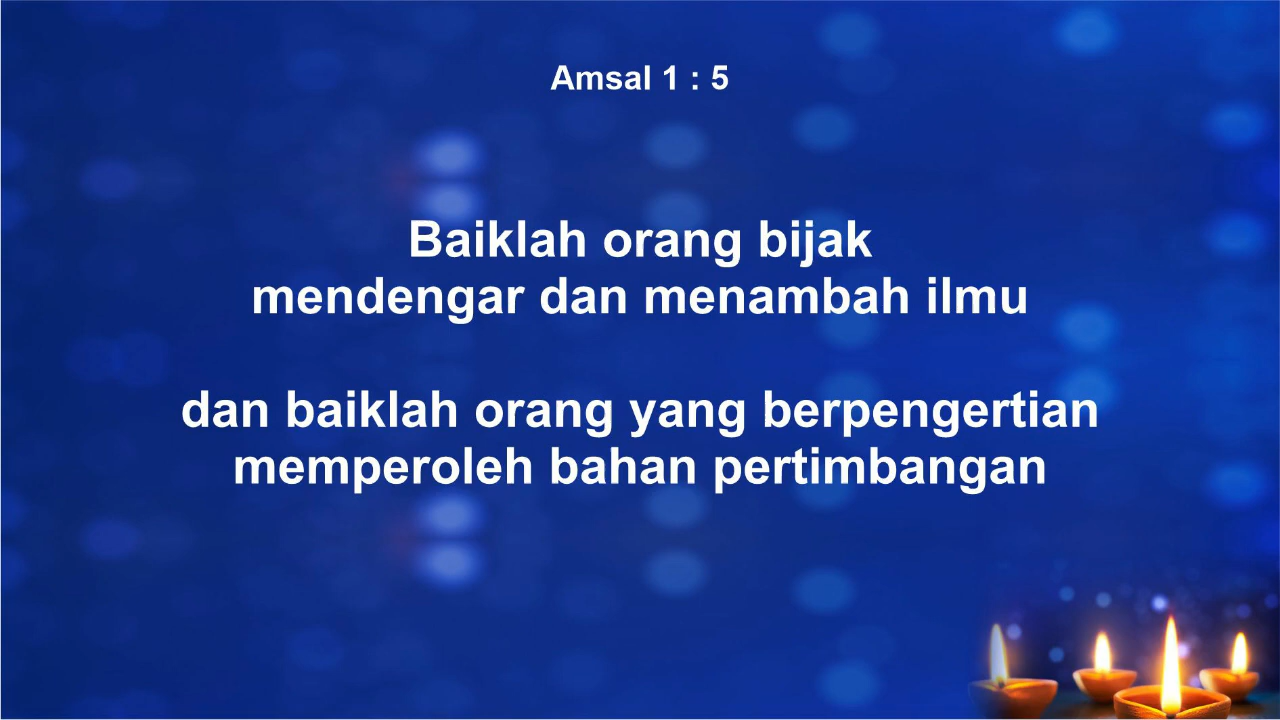 Amsal 1 : 5
Baiklah orang bijak
mendengar dan menambah ilmu
dan baiklah orang yang berpengertian
memperoleh bahan pertimbangan